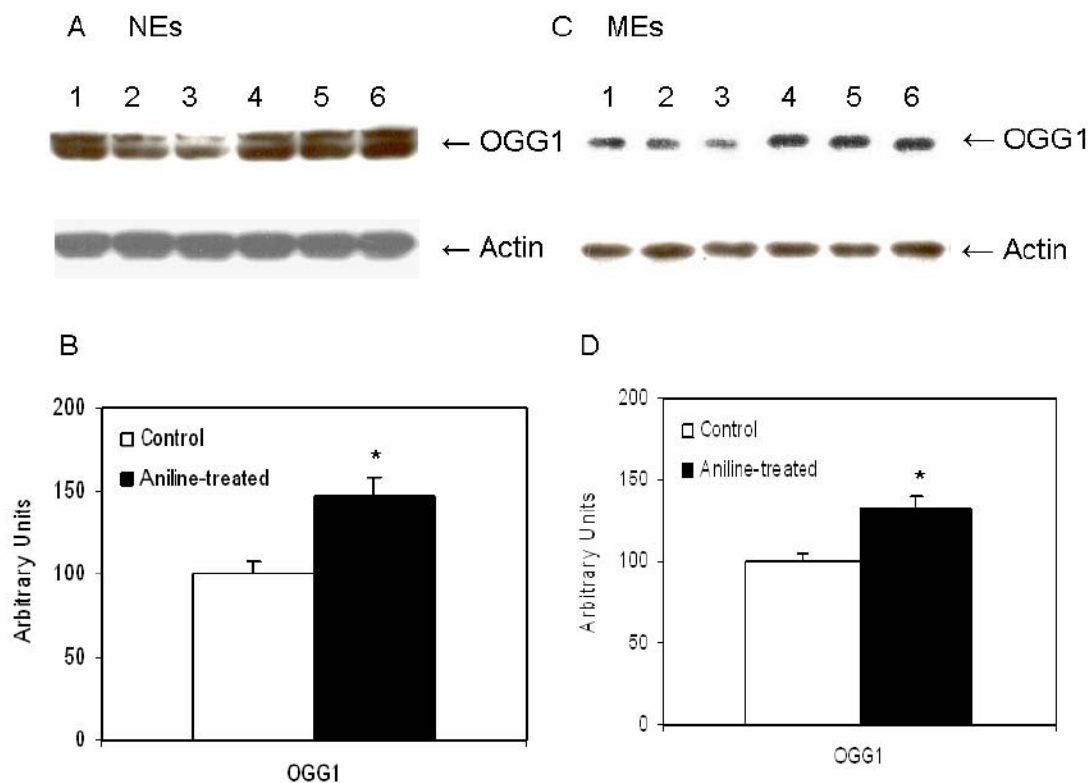 A NEs
1 2 3 4 5 6
← OGG1
← Actin
C MEs
1 2 3 4 5 6
← OGG1
← Actin
B
200
150
100
50
0
Arbitrary Units
Control
Aniline-treated
*
OGG1
D
200
150
100
50
0
Arbitrary Units
Control
Aniline-treated
*
OGG1